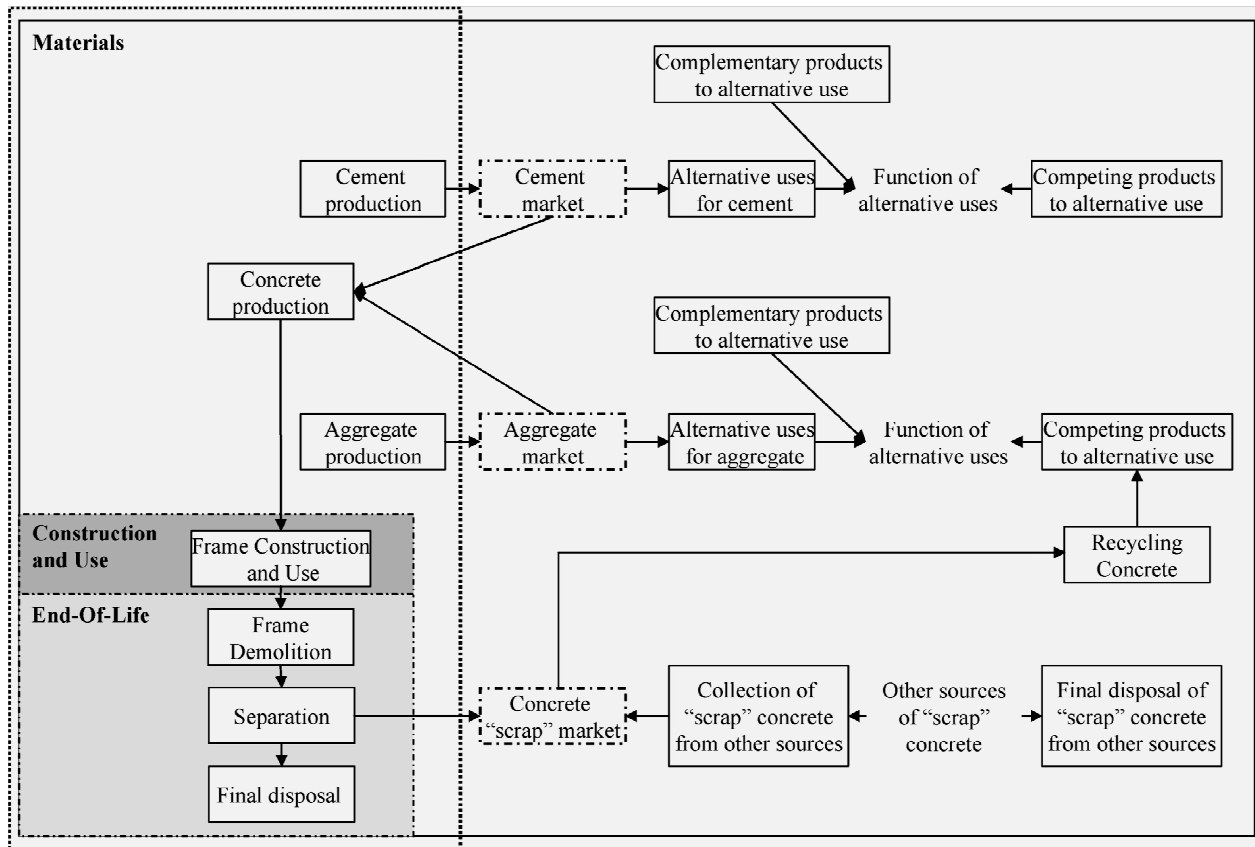 Materials
Complementary products
to alternative use
Cement
production
Cement
market
Alternative uses
for cement
Function of
alternative uses
Competing products
to alternative use
Concrete
production
Complementary products
to alternative use
Aggregate
production
Aggregate
market
Alternative uses
for aggregate
Function of
alternative uses
Competing products
to alternative use
Construction
and Use
Frame Construction
and Use
Recycling
Concrete
End-Of-Life
Frame
Demolition
Separation
Concrete
“scrap” market
Collection of
“scrap” concrete
from other sources
Other sources
of “scrap”
concrete
Final disposal of
“scrap” concrete
from other sources
Final disposal